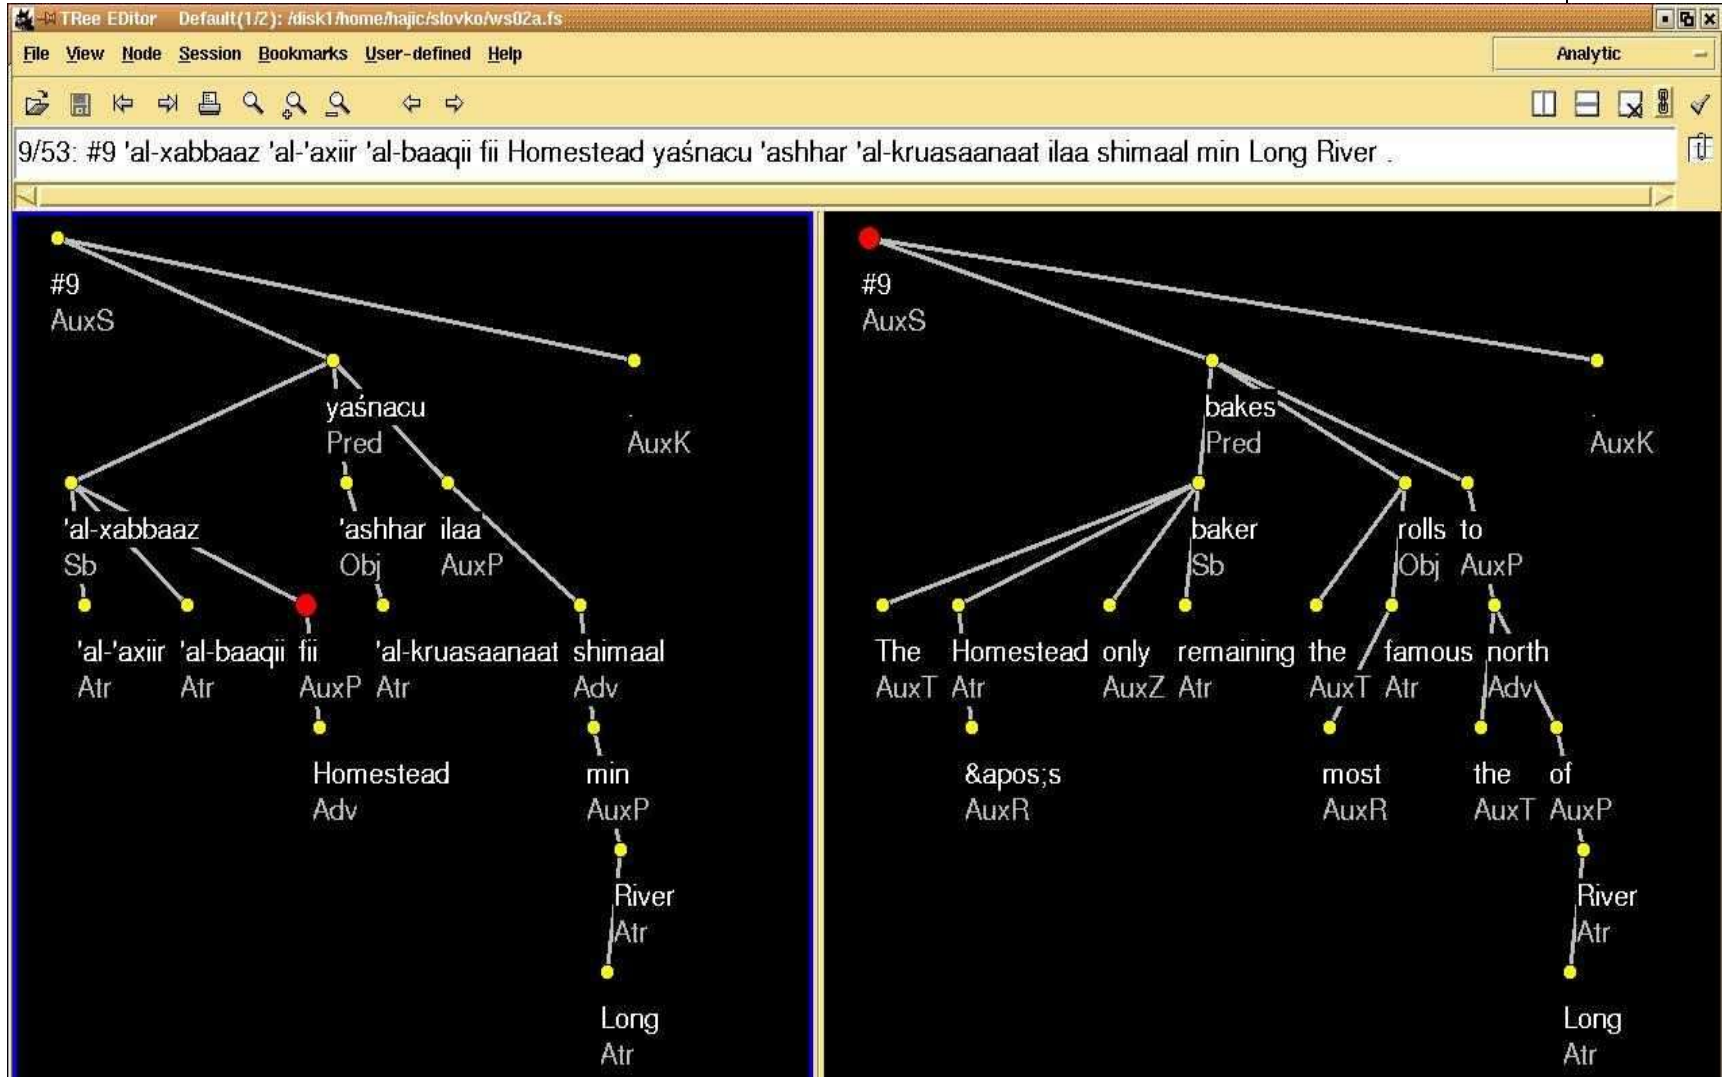 TRee EDitor Default(1/2): /disk1/home/hajic/slovko/ws02a.fs
File View Node Session Bookmarks User-defined Help Analytic
9/53: #9 'al-xabbaaz 'al-'axiir 'al-baaqii fii Homestead yaśnacu 'ashhar 'al-kruasaanaat ilaa shimaal min Long River .
#9
AuxS
yaśnacu .
Pred AuxK
'al-xabbaaz 'ashhar ilaa
Sb Obj AuxP
'al-'axiir 'al-baaqii fii 'al-kruasaanaat shimaal
Atr Atr AuxP Atr Adv
Homestead min
Adv AuxP
River
Atr
Long
Atr
#9
AuxS
bakes .
Pred AuxK
baker rolls to
Sb Obj AuxP
The Homestead only remaining the famous north
AuxT Atr AuxZ Atr AuxT Atr Adv
&apos;s most the of
AuxR AuxR AuxT AuxP
River
Atr
Long
Atr